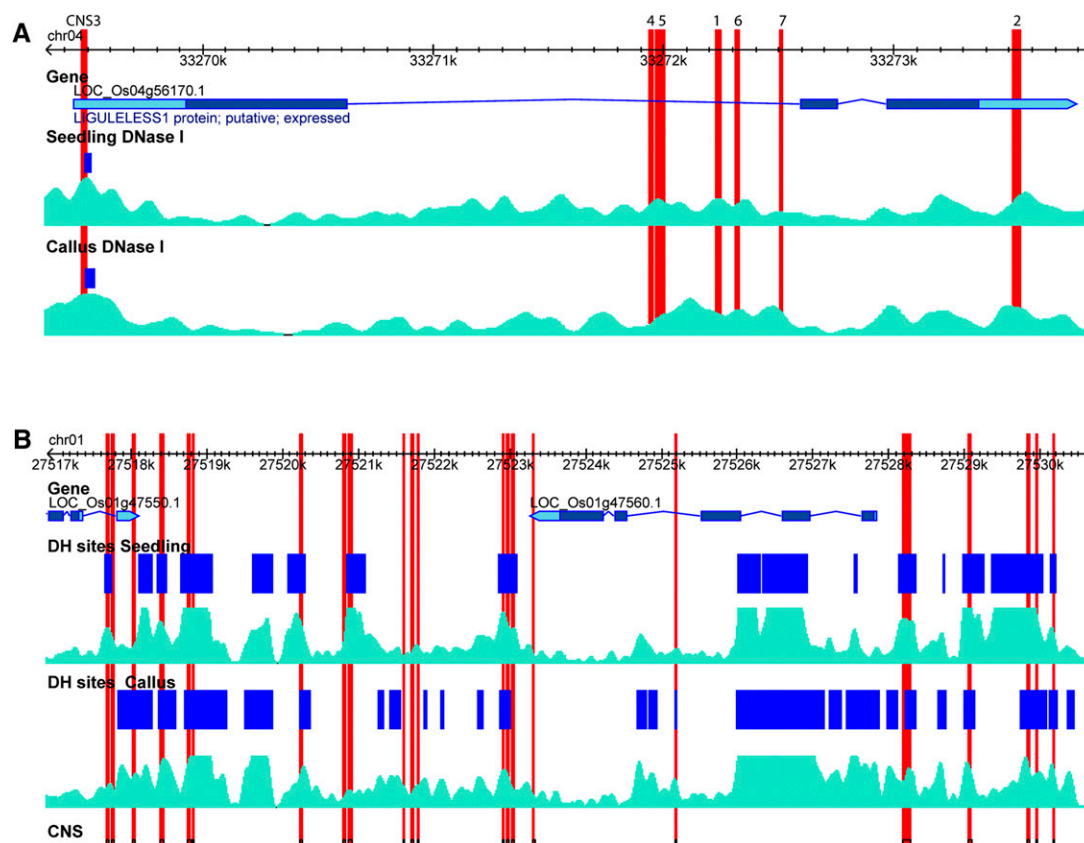 A
CNS3 4 5 1 6 7 2
chr04
33270k 33271k 33272k 33273k
Gene
LOC_Os04g56170.1
LIGULELESS1 protein; putative; expressed
Seedling DNase I
Callus DNase I
B
chr01
27517k 27518k 27519k 27520k 27521k 27522k 27523k 27524k 27525k 27526k 27527k 27528k 27529k 27530k
Gene
LOC_Os01g47550.1 LOC_Os01g47560.1
DH sites Seedling
DH sites Callus
CNS